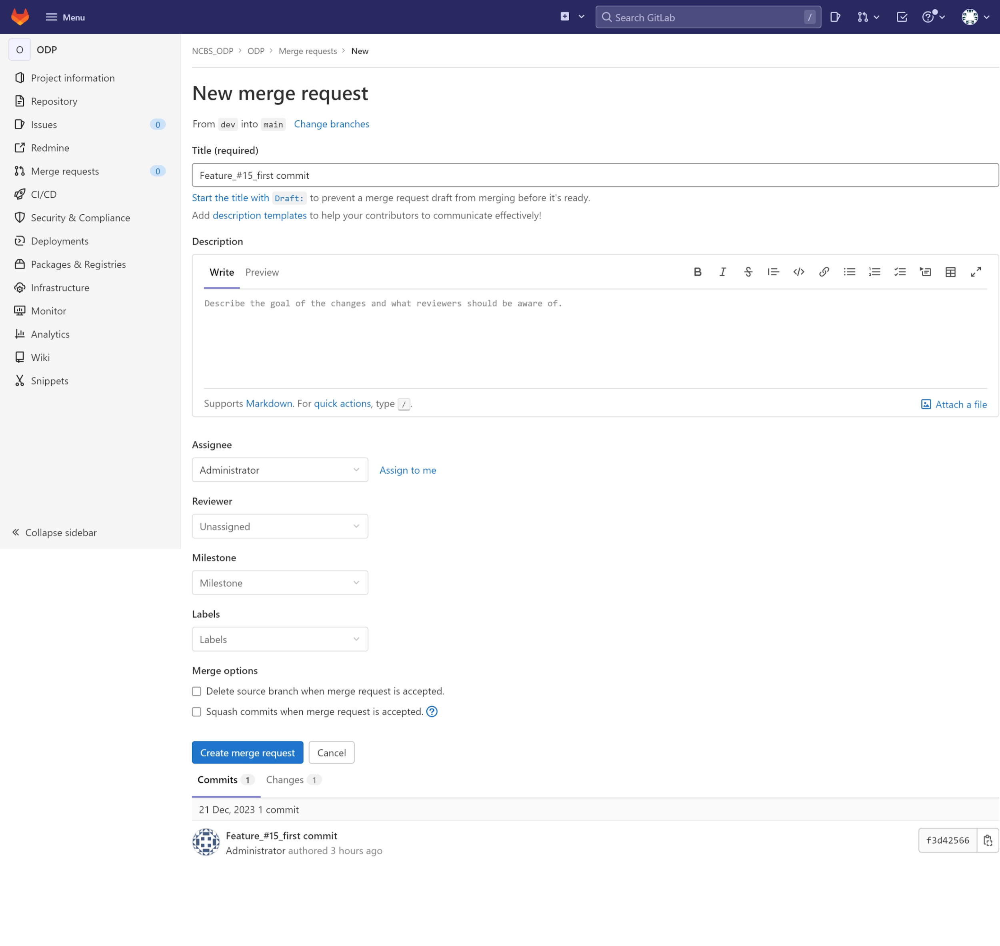 Menu
Search GitLab
/
O
ODP
Project information
Repository
Issues 0
Redmine
Merge requests 0
CI/CD
Security & Compliance
Deployments
Packages & Registries
Infrastructure
Monitor
Analytics
Wiki
Snippets
Collapse sidebar
NCBS_ODP > ODP > Merge requests > New
New merge request
From dev into main Change branches
Title (required)
Feature_#15_first commit
Start the title with Draft: to prevent a merge request draft from merging before it's ready.
Add description templates to help your contributors to communicate effectively!
Description
Write Preview
Describe the goal of the changes and what reviewers should be aware of.
Supports Markdown. For quick actions, type /.
Attach a file
Assignee
Administrator
Assign to me
Reviewer
Unassigned
Milestone
Milestone
Labels
Labels
Merge options
Delete source branch when merge request is accepted.
Squash commits when merge request is accepted.
Create merge request Cancel
Commits 1 Changes 1
21 Dec, 2023 1 commit
Feature_#15_first commit
Administrator authored 3 hours ago
f3d42566